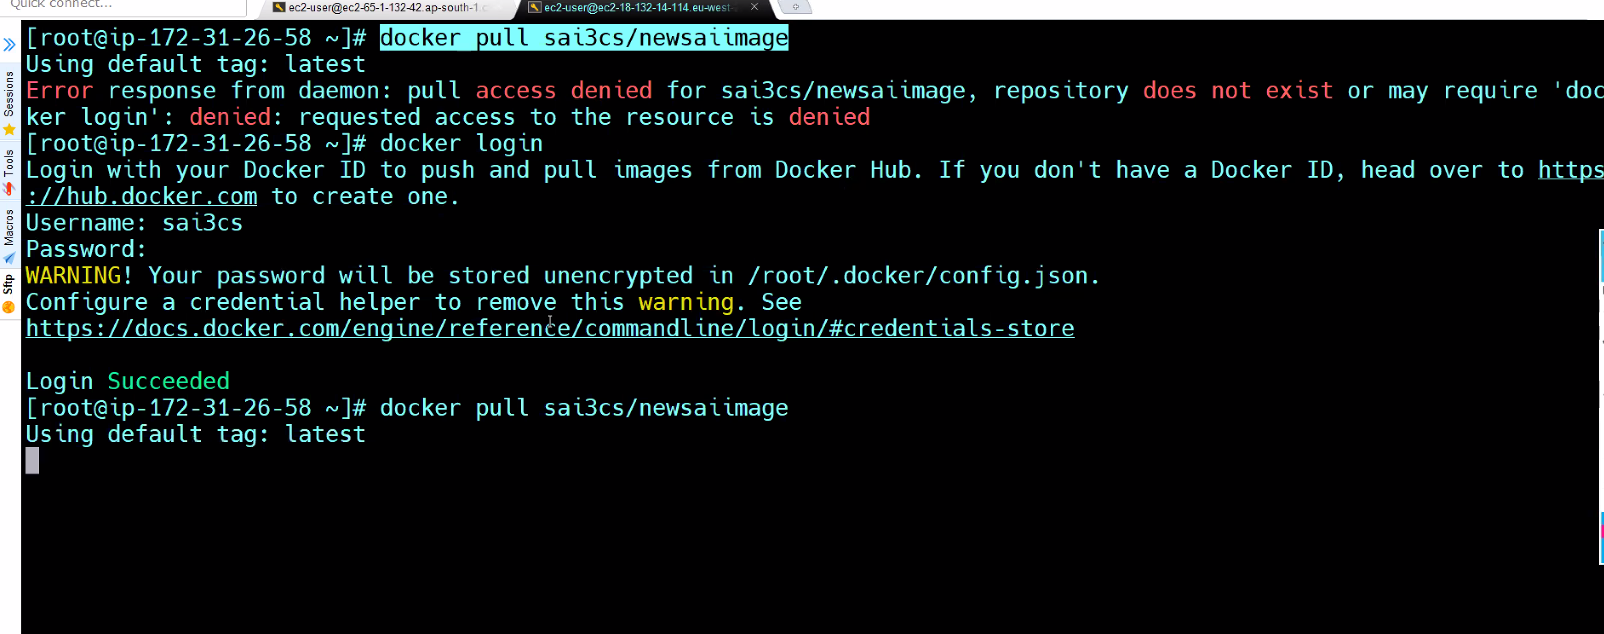 Quick connect...
ec2-user@ec2-65-1-132-42.ap-south-1.c
ec2-user@ec2-18-132-14-114.eu-west-
Sessions
Tools
Macros
Sftp
[root@ip-172-31-26-58 ~]# docker pull sai3cs/newsaiimage
Using default tag: latest
Error response from daemon: pull access denied for sai3cs/newsaiimage, repository does not exist or may require 'doc
ker login': denied: requested access to the resource is denied
[root@ip-172-31-26-58 ~]# docker login
Login with your Docker ID to push and pull images from Docker Hub. If you don't have a Docker ID, head over to https
://hub.docker.com to create one.
Username: sai3cs
Password:
WARNING! Your password will be stored unencrypted in /root/.docker/config.json.
Configure a credential helper to remove this warning. See
https://docs.docker.com/engine/reference/commandline/login/#credentials-store
Login Succeeded
[root@ip-172-31-26-58 ~]# docker pull sai3cs/newsaiimage
Using default tag: latest